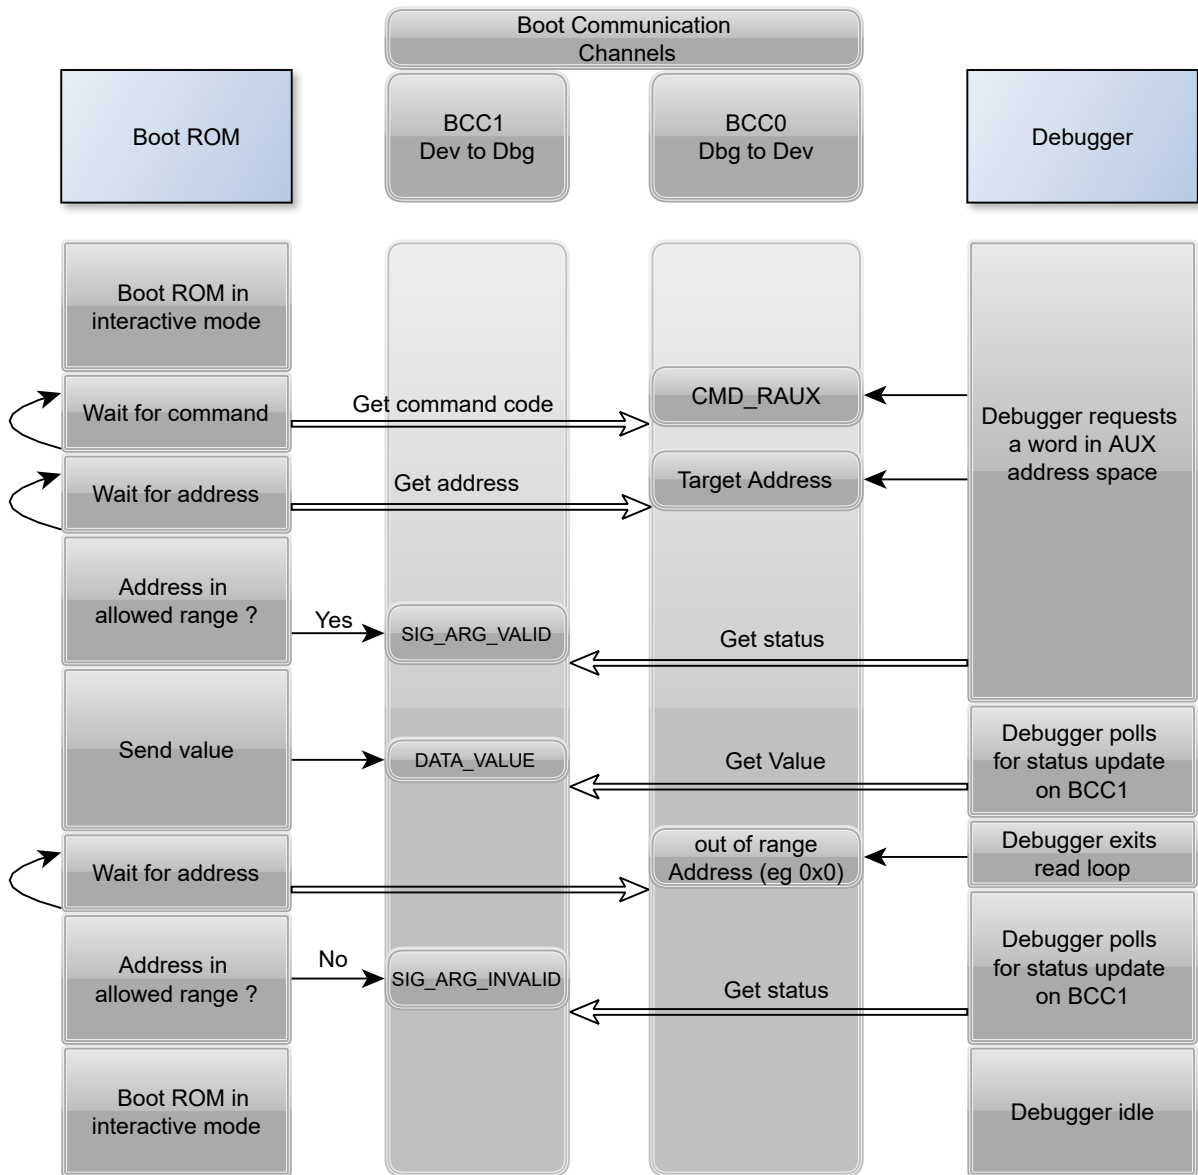 Boot Communication
Channels
Boot ROM
BCC1
Dev to Dbg
BCC0
Dbg to Dev
Debugger
Boot ROM in
interactive mode
Wait for command
Get command code
CMD_RAUX
Debugger requests
a word in AUX
address space
Wait for address
Get address
Target Address
Address in
allowed range ?
Yes
SIG_ARG_VALID
Get status
Send value
DATA_VALUE
Get Value
Debugger polls
for status update
on BCC1
Wait for address
out of range
Address (eg 0x0)
Debugger exits
read loop
Address in
allowed range ?
No
SIG_ARG_INVALID
Get status
Debugger polls
for status update
on BCC1
Boot ROM in
interactive mode
Debugger idle